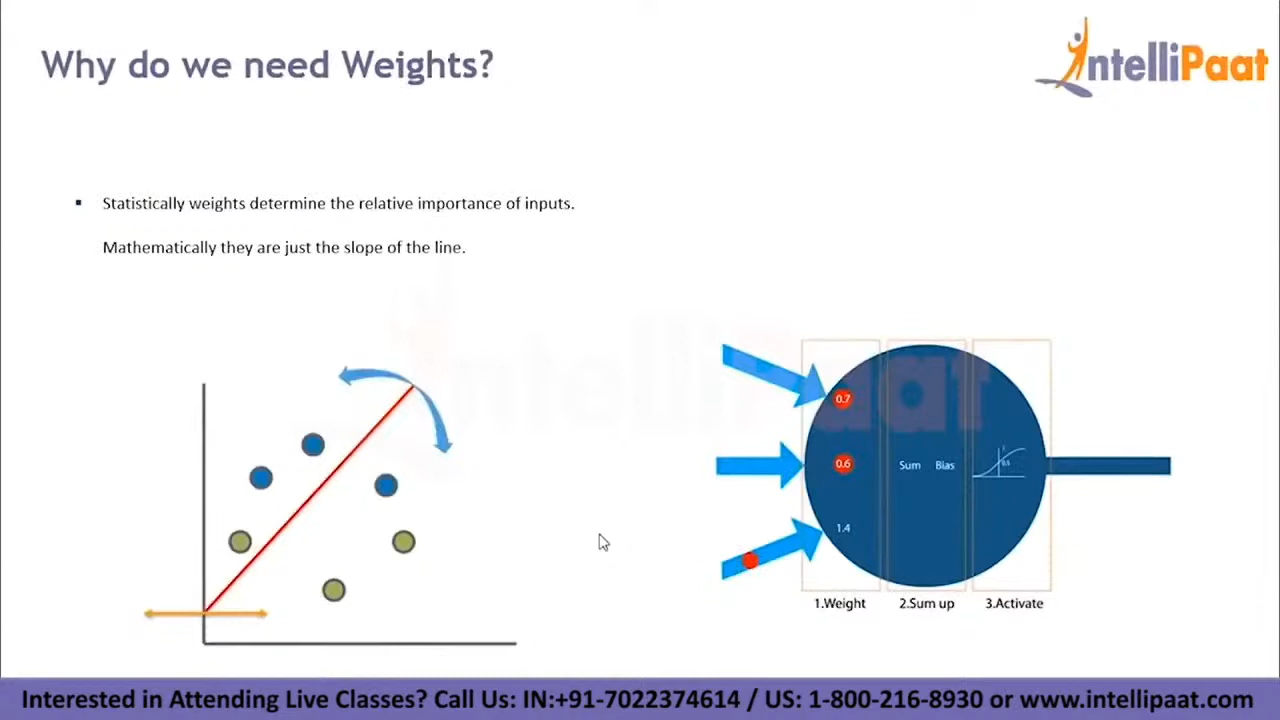 Why do we need Weights?
IntelliPaat
Statistically weights determine the relative importance of inputs.
Mathematically they are just the slope of the line.
IntelliPaat
0.7
0.6
Sum Bias
1.4
1.Weight 2.Sum up 3.Activate
Interested in Attending Live Classes? Call Us: IN:+91-7022374614 / US: 1-800-216-8930 or www.intellipaat.com